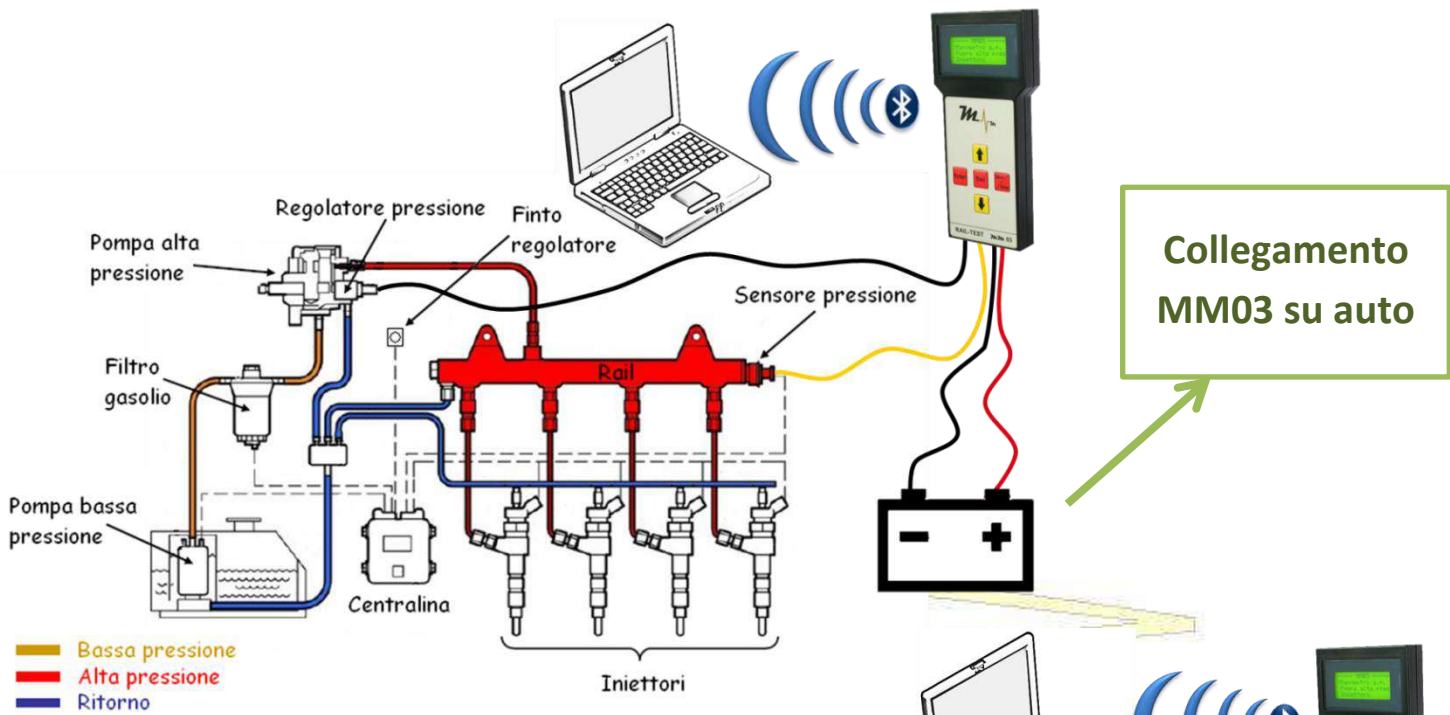 Regolatore pressione
Finto
regolatore
Pompa alta
pressione
Sensore pressione
Collegamento
MM03 su auto
RAIL-TEST
Rail
Filtro
gasolio
Pompa bassa
pressione
Centralina
Iniettori
Bassa pressione
Alta pressione
Ritorno